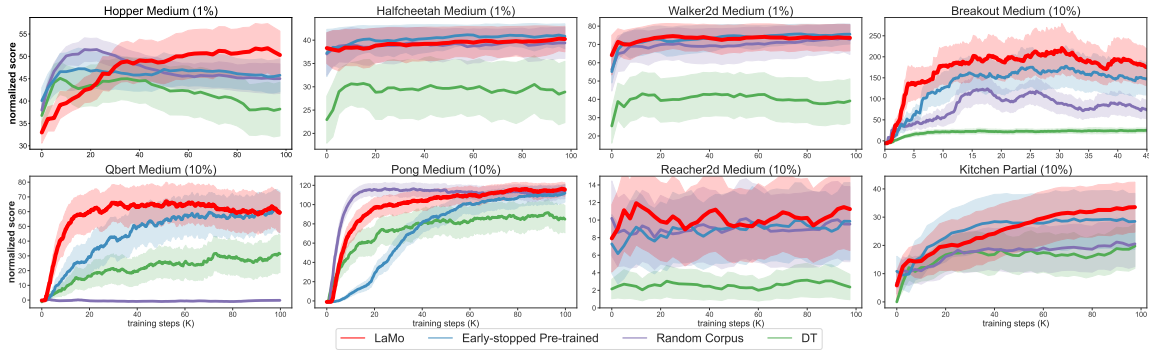 Hopper Medium (1%)
Halfcheetah Medium (1%)
Walker2d Medium (1%)
Breakout Medium (10%)
normalized score
55
50
45
40
35
30
0 20 40 60 80 100
40
35
30
25
20
0 20 40 60 80 100
80
70
60
50
40
30
20
0 20 40 60 80 100
250
200
150
100
50
0
0 5 10 15 20 25 30 35 40 45
Qbert Medium (10%)
Pong Medium (10%)
Reacher2d Medium (10%)
Kitchen Partial (10%)
normalized score
80
70
60
50
40
30
20
10
0
0 20 40 60 80 100
training steps (K)
120
100
80
60
40
20
0
0 20 40 60 80 100
training steps (K)
14
12
10
8
6
4
2
0
0 20 40 60 80 100
training steps (K)
40
30
20
10
0
0 20 40 60 80 100
training steps (K)
LaMo Early-stopped Pre-trained Random Corpus DT